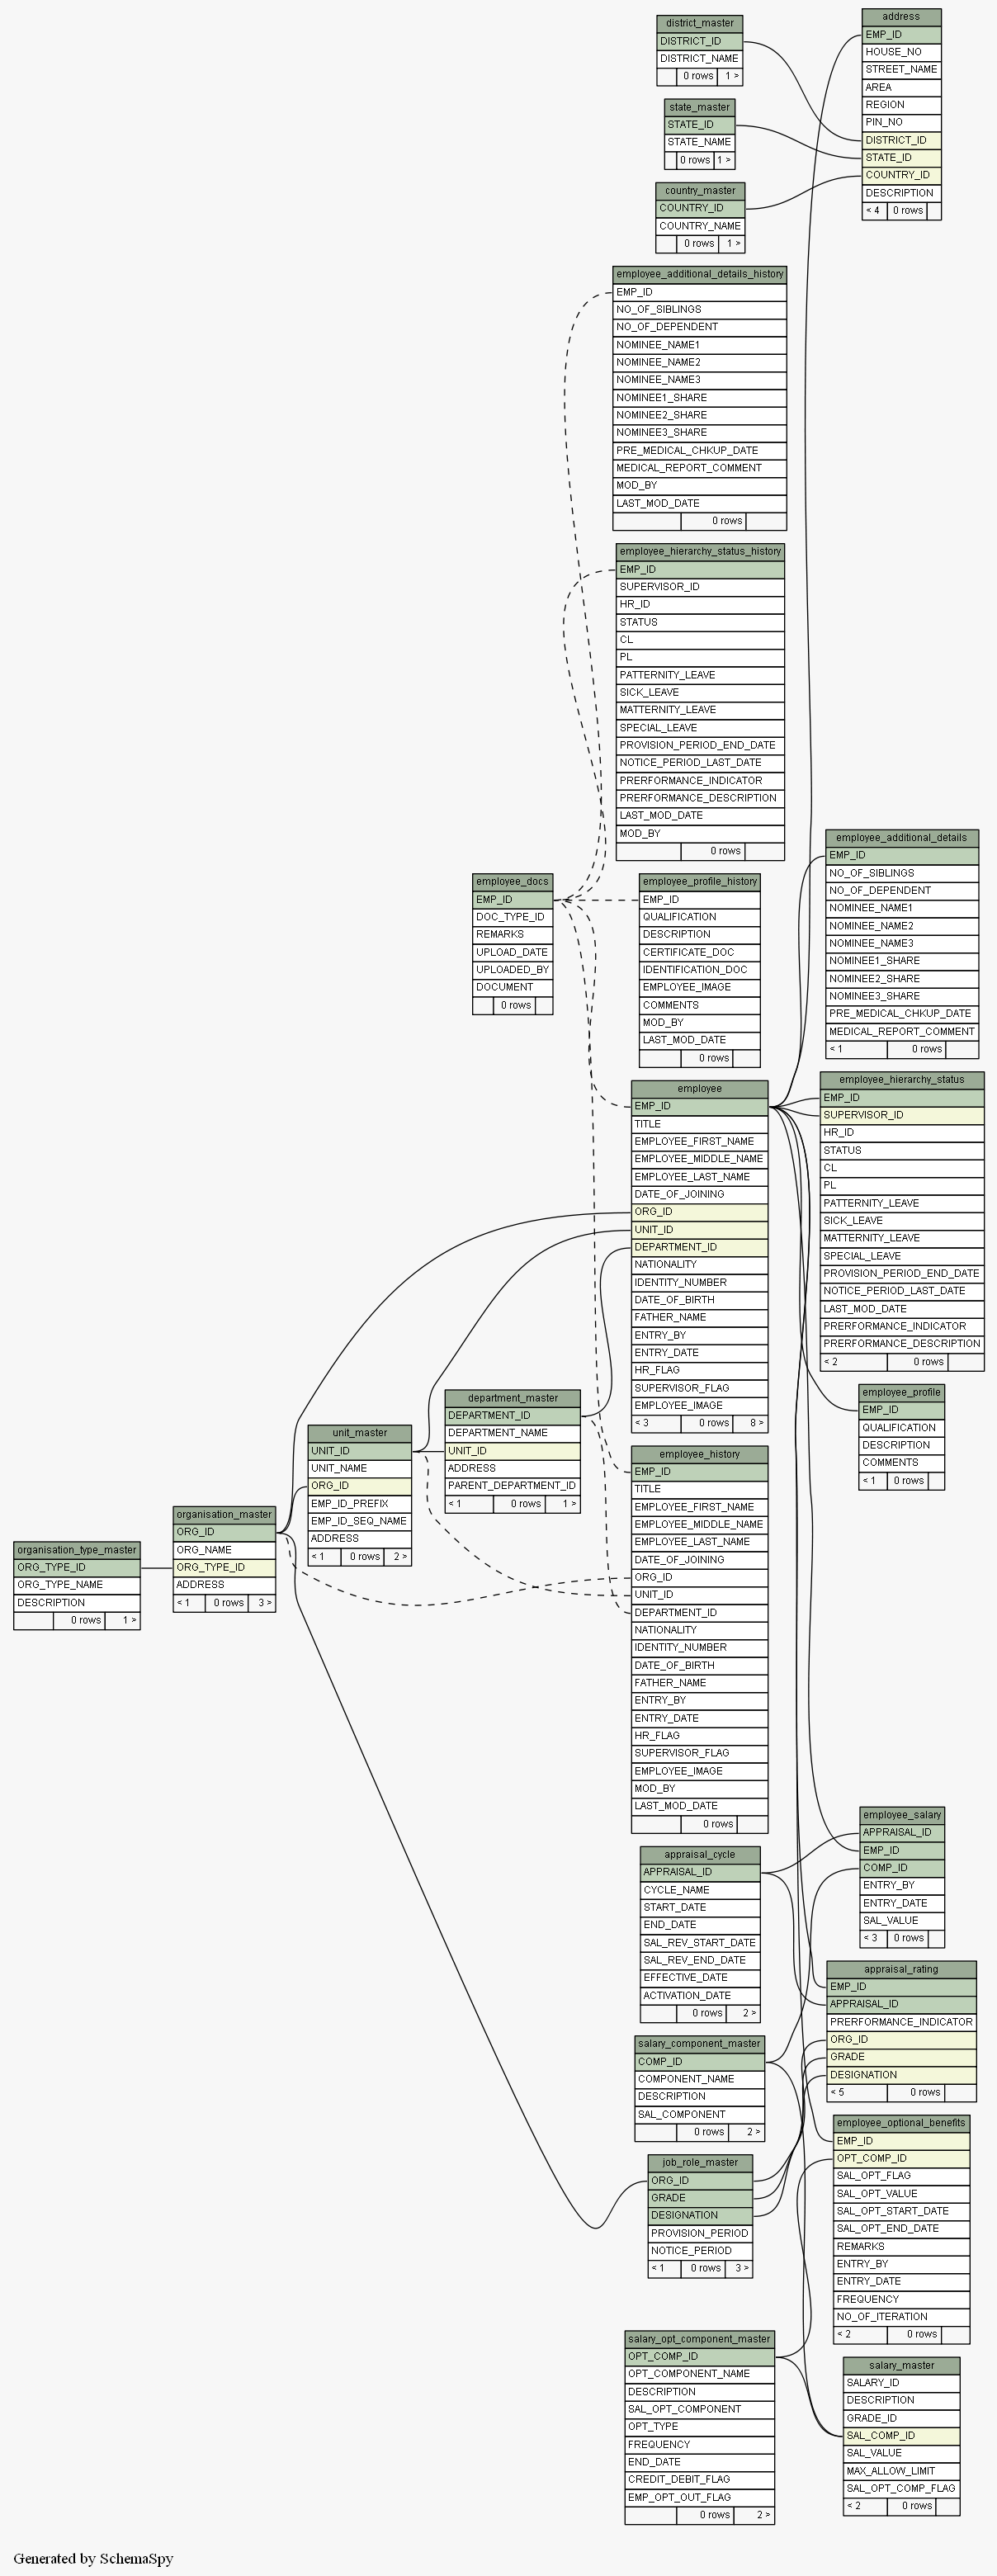 district_master
DISTRICT_ID
DISTRICT_NAME
0 rows 1 >
state_master
STATE_ID
STATE_NAME
0 rows 1 >
country_master
COUNTRY_ID
COUNTRY_NAME
0 rows 1 >
address
EMP_ID
HOUSE_NO
STREET_NAME
AREA
REGION
PIN_NO
DISTRICT_ID
STATE_ID
COUNTRY_ID
DESCRIPTION
< 4 0 rows
employee_additional_details_history
EMP_ID
NO_OF_SIBLINGS
NO_OF_DEPENDENT
NOMINEE_NAME1
NOMINEE_NAME2
NOMINEE_NAME3
NOMINEE1_SHARE
NOMINEE2_SHARE
NOMINEE3_SHARE
PRE_MEDICAL_CHKUP_DATE
MEDICAL_REPORT_COMMENT
MOD_BY
LAST_MOD_DATE
0 rows
employee_hierarchy_status_history
EMP_ID
SUPERVISOR_ID
HR_ID
STATUS
CL
PL
PATTERNITY_LEAVE
SICK_LEAVE
MATTERNITY_LEAVE
SPECIAL_LEAVE
PROVISION_PERIOD_END_DATE
NOTICE_PERIOD_LAST_DATE
PRERFORMANCE_INDICATOR
PRERFORMANCE_DESCRIPTION
LAST_MOD_DATE
MOD_BY
0 rows
employee_docs
EMP_ID
DOC_TYPE_ID
REMARKS
UPLOAD_DATE
UPLOADED_BY
DOCUMENT
0 rows
employee_profile_history
EMP_ID
QUALIFICATION
DESCRIPTION
CERTIFICATE_DOC
IDENTIFICATION_DOC
EMPLOYEE_IMAGE
COMMENTS
MOD_BY
LAST_MOD_DATE
0 rows
employee_additional_details
EMP_ID
NO_OF_SIBLINGS
NO_OF_DEPENDENT
NOMINEE_NAME1
NOMINEE_NAME2
NOMINEE_NAME3
NOMINEE1_SHARE
NOMINEE2_SHARE
NOMINEE3_SHARE
PRE_MEDICAL_CHKUP_DATE
MEDICAL_REPORT_COMMENT
< 1 0 rows
employee
EMP_ID
TITLE
EMPLOYEE_FIRST_NAME
EMPLOYEE_MIDDLE_NAME
EMPLOYEE_LAST_NAME
DATE_OF_JOINING
ORG_ID
UNIT_ID
DEPARTMENT_ID
NATIONALITY
IDENTITY_NUMBER
DATE_OF_BIRTH
FATHER_NAME
ENTRY_BY
ENTRY_DATE
HR_FLAG
SUPERVISOR_FLAG
EMPLOYEE_IMAGE
< 3 0 rows 8 >
employee_hierarchy_status
EMP_ID
SUPERVISOR_ID
HR_ID
STATUS
CL
PL
PATTERNITY_LEAVE
SICK_LEAVE
MATTERNITY_LEAVE
SPECIAL_LEAVE
PROVISION_PERIOD_END_DATE
NOTICE_PERIOD_LAST_DATE
LAST_MOD_DATE
PRERFORMANCE_INDICATOR
PRERFORMANCE_DESCRIPTION
< 2 0 rows
employee_profile
EMP_ID
QUALIFICATION
DESCRIPTION
COMMENTS
< 1 0 rows
department_master
DEPARTMENT_ID
DEPARTMENT_NAME
UNIT_ID
ADDRESS
PARENT_DEPARTMENT_ID
< 1 0 rows 1 >
unit_master
UNIT_ID
UNIT_NAME
ORG_ID
EMP_ID_PREFIX
EMP_ID_SEQ_NAME
ADDRESS
< 1 0 rows 2 >
organisation_master
ORG_ID
ORG_NAME
ORG_TYPE_ID
ADDRESS
< 1 0 rows 3 >
organisation_type_master
ORG_TYPE_ID
ORG_TYPE_NAME
DESCRIPTION
0 rows 1 >
employee_history
EMP_ID
TITLE
EMPLOYEE_FIRST_NAME
EMPLOYEE_MIDDLE_NAME
EMPLOYEE_LAST_NAME
DATE_OF_JOINING
ORG_ID
UNIT_ID
DEPARTMENT_ID
NATIONALITY
IDENTITY_NUMBER
DATE_OF_BIRTH
FATHER_NAME
ENTRY_BY
ENTRY_DATE
HR_FLAG
SUPERVISOR_FLAG
EMPLOYEE_IMAGE
MOD_BY
LAST_MOD_DATE
0 rows
employee_salary
APPRAISAL_ID
EMP_ID
COMP_ID
ENTRY_BY
ENTRY_DATE
SAL_VALUE
< 3 0 rows
appraisal_cycle
APPRAISAL_ID
CYCLE_NAME
START_DATE
END_DATE
SAL_REV_START_DATE
SAL_REV_END_DATE
EFFECTIVE_DATE
ACTIVATION_DATE
0 rows 2 >
appraisal_rating
EMP_ID
APPRAISAL_ID
PRERFORMANCE_INDICATOR
ORG_ID
GRADE
DESIGNATION
< 5 0 rows
salary_component_master
COMP_ID
COMPONENT_NAME
DESCRIPTION
SAL_COMPONENT
0 rows 2 >
employee_optional_benefits
EMP_ID
OPT_COMP_ID
SAL_OPT_FLAG
SAL_OPT_VALUE
SAL_OPT_START_DATE
SAL_OPT_END_DATE
REMARKS
ENTRY_BY
ENTRY_DATE
FREQUENCY
NO_OF_ITERATION
< 2 0 rows
job_role_master
ORG_ID
GRADE
DESIGNATION
PROVISION_PERIOD
NOTICE_PERIOD
< 1 0 rows 3 >
salary_opt_component_master
OPT_COMP_ID
OPT_COMPONENT_NAME
DESCRIPTION
SAL_OPT_COMPONENT
OPT_TYPE
FREQUENCY
END_DATE
CREDIT_DEBIT_FLAG
EMP_OPT_OUT_FLAG
0 rows 2 >
salary_master
SALARY_ID
DESCRIPTION
GRADE_ID
SAL_COMP_ID
SAL_VALUE
MAX_ALLOW_LIMIT
SAL_OPT_COMP_FLAG
< 2 0 rows
Generated by SchemaSpy